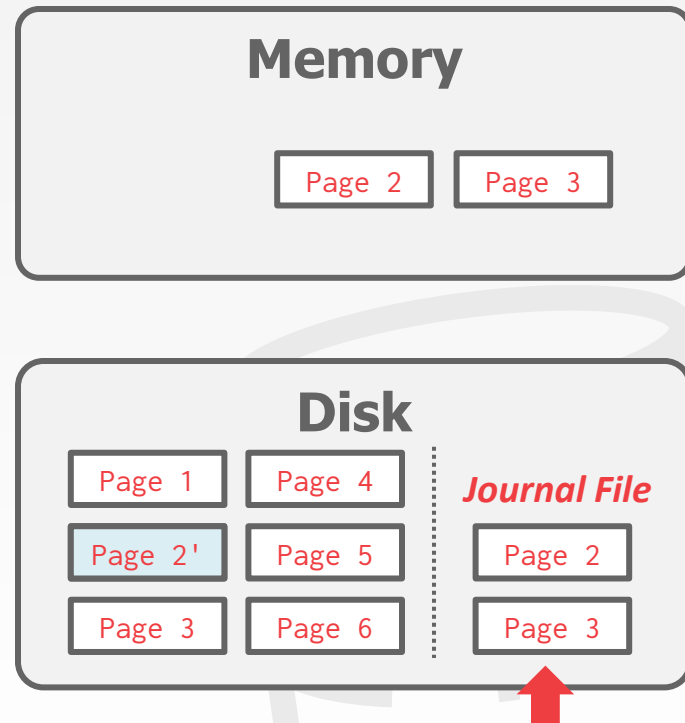 Memory
Page 2 Page 3
Disk
Page 1 Page 4
Page 2' Page 5
Page 3 Page 6
Journal File
Page 2
Page 3